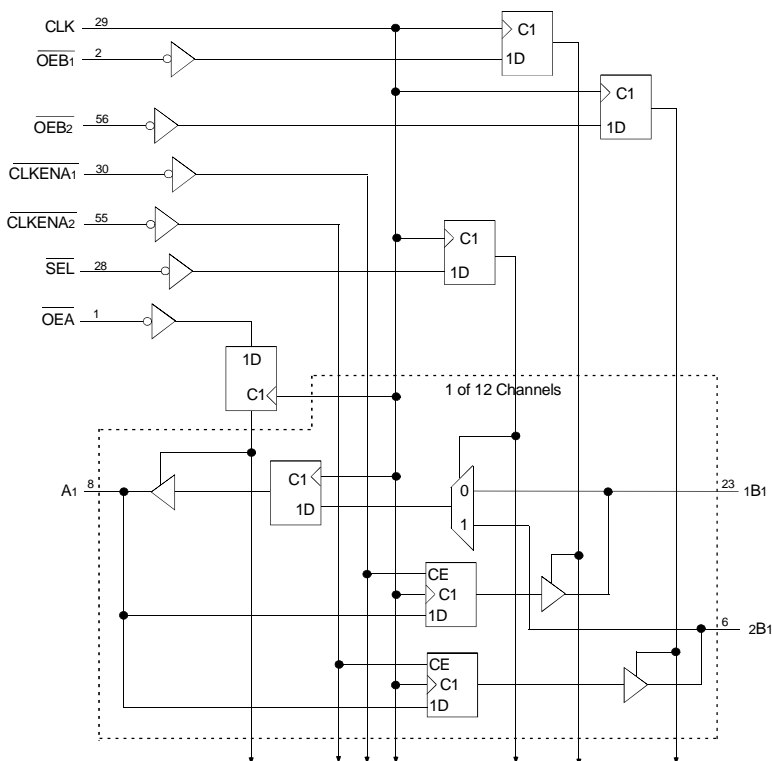 CLK 29
OEB1 2
C1
1D
OEB2 56
C1
1D
CLKENA1 30
CLKENA2 55
C1
SEL 28
1D
OEA 1
1D
C1
1 of 12 Channels
A1 8
C1
1D
0
1
23 1B1
CE
C1
1D
6 2B1
CE
C1
1D